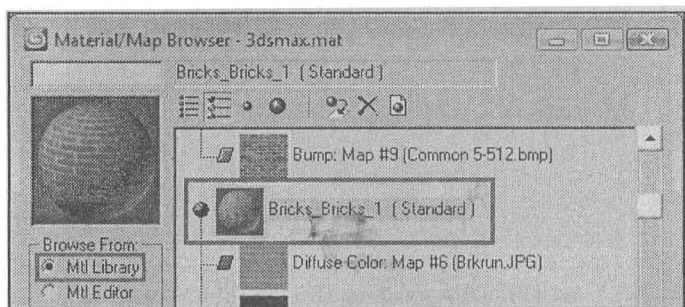 Material/Map Browser - 3dsmax.mat
Bricks_Bricks_1 ( Standard )
Bump: Map #9 (Common 5-512.bmp)
Bricks_Bricks_1 ( Standard )
Diffuse Color: Map #6 (Brkrun.JPG)
Browse From:
Mtl Library
Mtl Editor